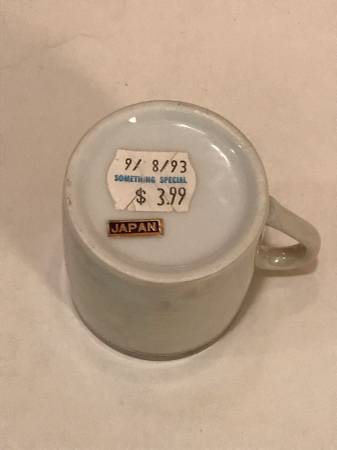 9/ 8/93
SOMETHING SPECIAL
$ 3.99
JAPAN